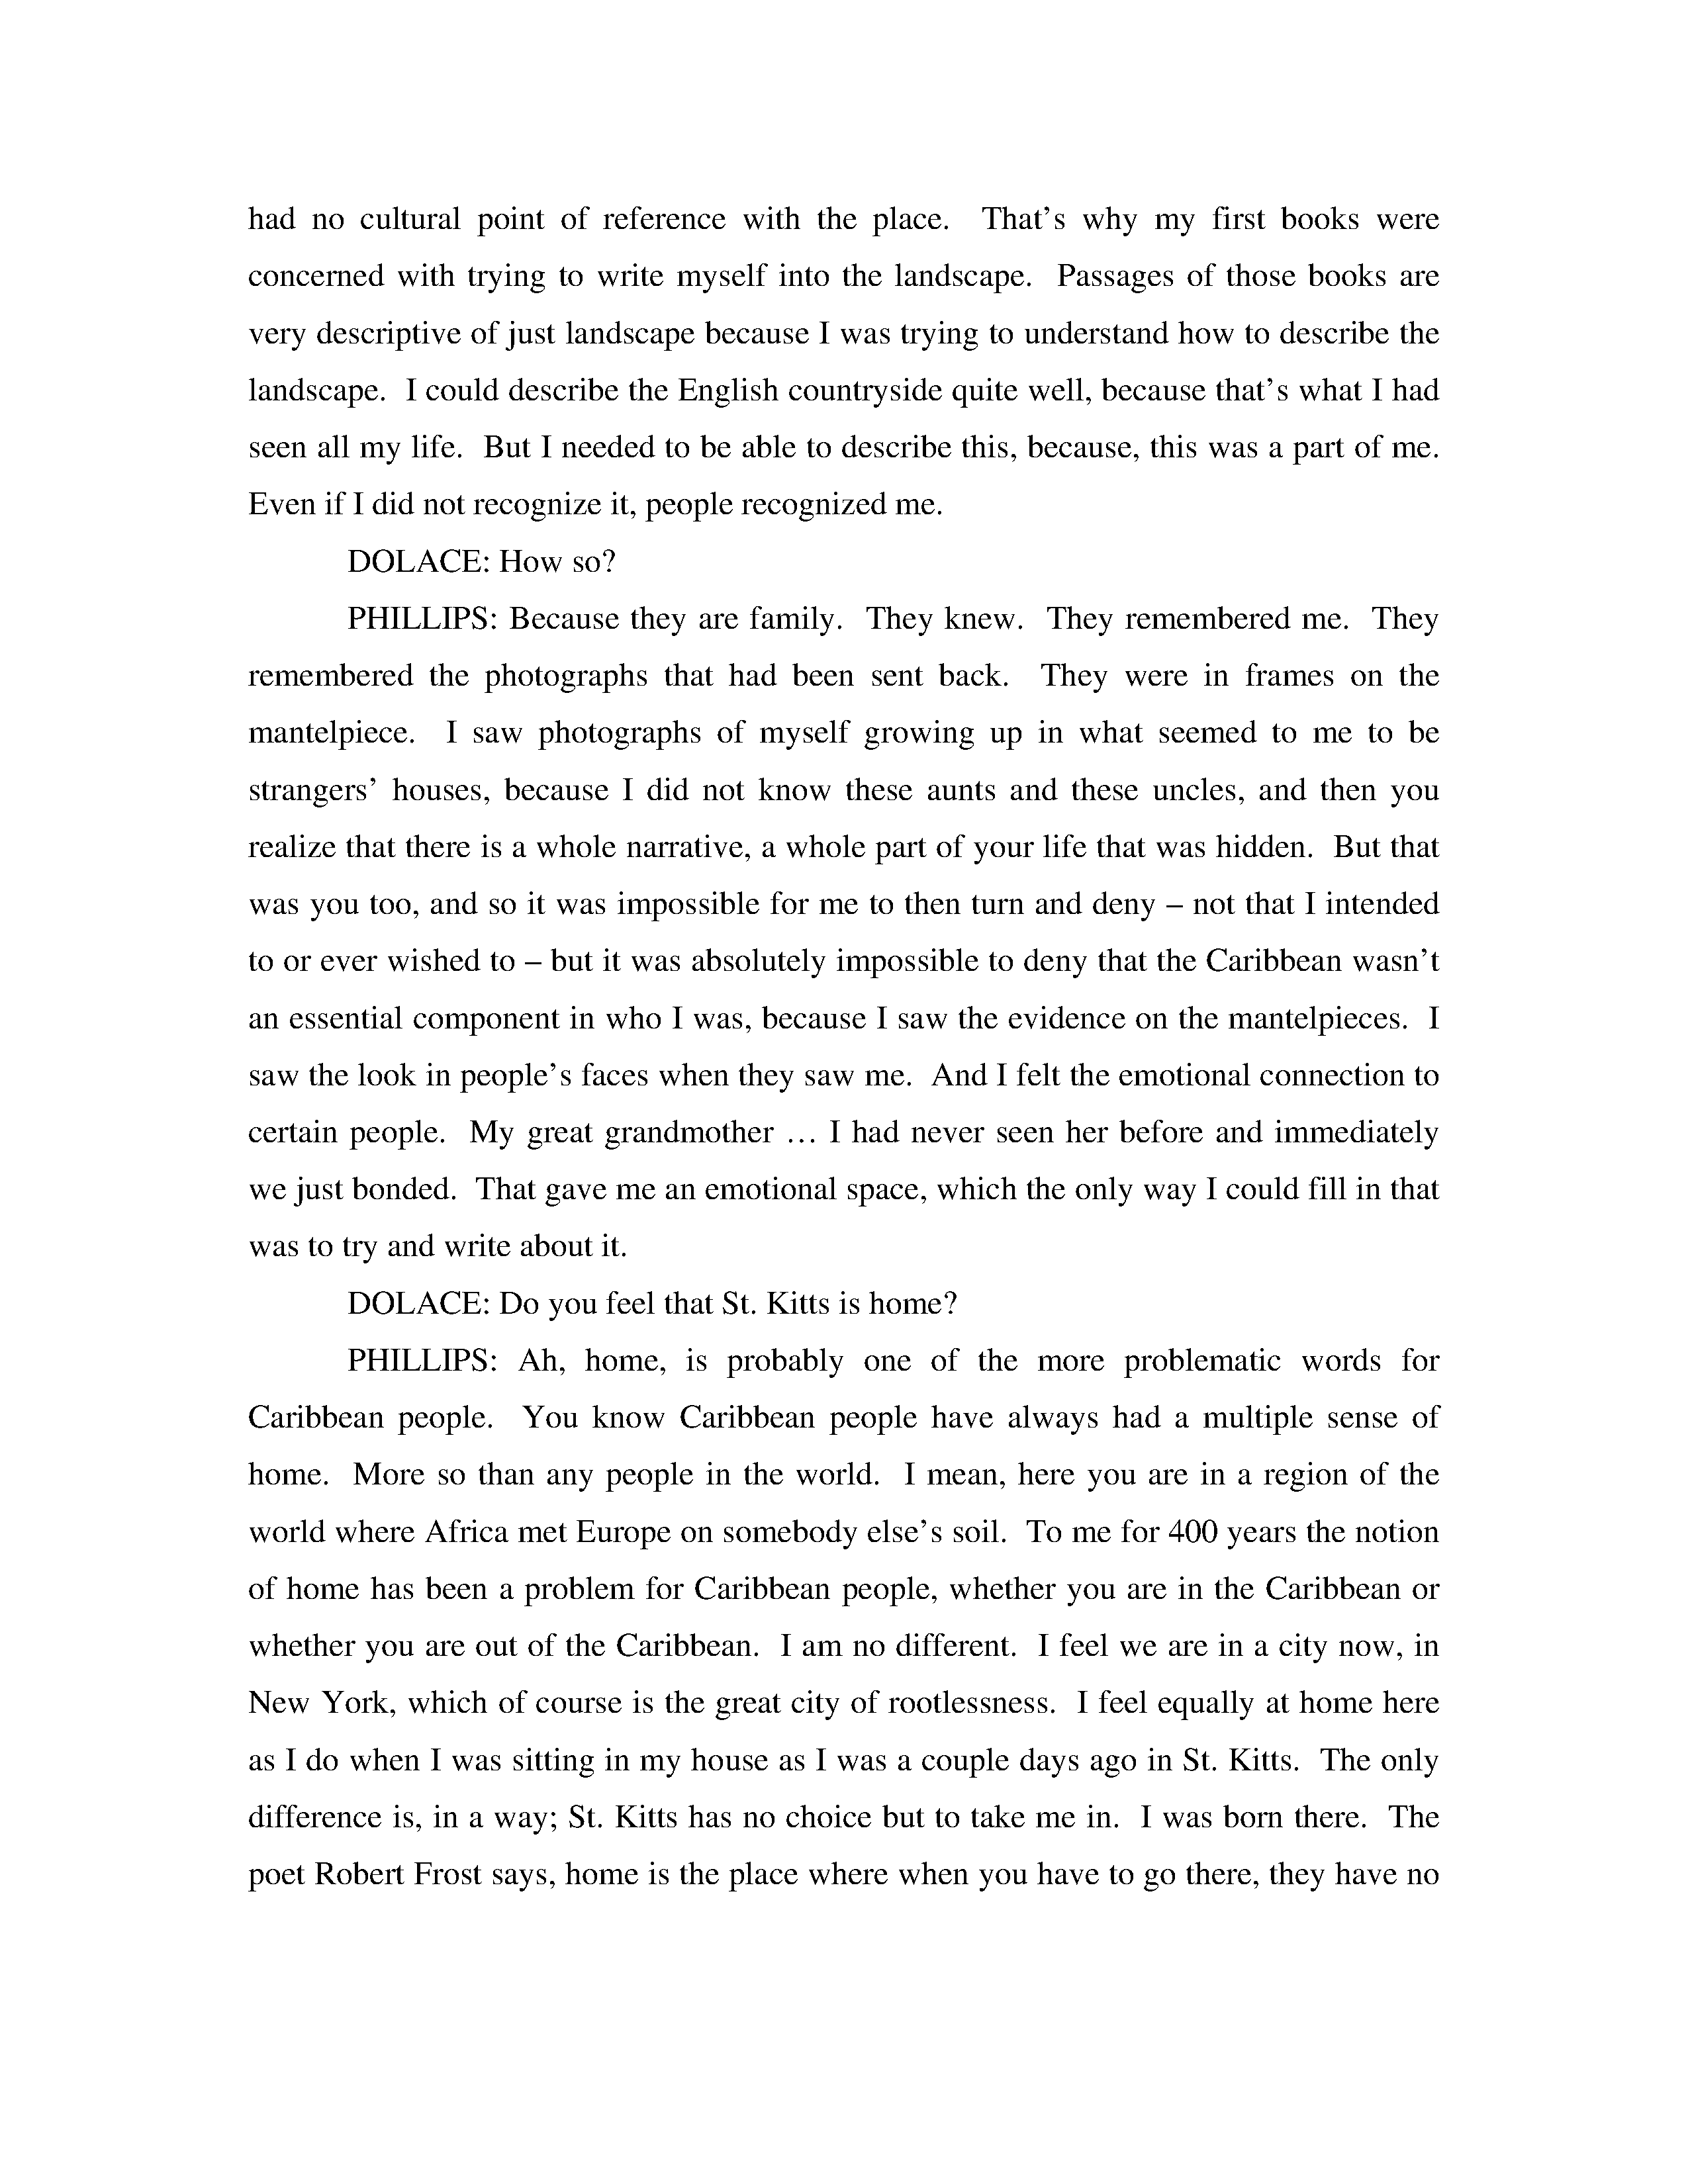 had no cultural point of reference with the place.  That’s why my first books were
concerned with trying to write myself into the landscape.  Passages of those books are
very descriptive of just landscape because I was trying to understand how to describe the
landscape.  I could describe the English countryside quite well, because that’s what I had
seen all my life.  But I needed to be able to describe this, because, this was a part of me.
Even if I did not recognize it, people recognized me.
DOLACE: How so?
PHILLIPS: Because they are family.  They knew.  They remembered me.  They
remembered the photographs that had been sent back.  They were in frames on the
mantelpiece.  I saw photographs of myself growing up in what seemed to me to be
strangers’ houses, because I did not know these aunts and these uncles, and then you
realize that there is a whole narrative, a whole part of your life that was hidden.  But that
was you too, and so it was impossible for me to then turn and deny – not that I intended
to or ever wished to – but it was absolutely impossible to deny that the Caribbean wasn’t
an essential component in who I was, because I saw the evidence on the mantelpieces.  I
saw the look in people’s faces when they saw me.  And I felt the emotional connection to
certain people.  My great grandmother … I had never seen her before and immediately
we just bonded.  That gave me an emotional space, which the only way I could fill in that
was to try and write about it.
DOLACE: Do you feel that St. Kitts is home?
PHILLIPS: Ah, home, is probably one of the more problematic words for
Caribbean people.  You know Caribbean people have always had a multiple sense of
home.  More so than any people in the world.  I mean, here you are in a region of the
world where Africa met Europe on somebody else’s soil.  To me for 400 years the notion
of home has been a problem for Caribbean people, whether you are in the Caribbean or
whether you are out of the Caribbean.  I am no different.  I feel we are in a city now, in
New York, which of course is the great city of rootlessness.  I feel equally at home here
as I do when I was sitting in my house as I was a couple days ago in St. Kitts.  The only
difference is, in a way; St. Kitts has no choice but to take me in.  I was born there.  The
poet Robert Frost says, home is the place where when you have to go there, they have no